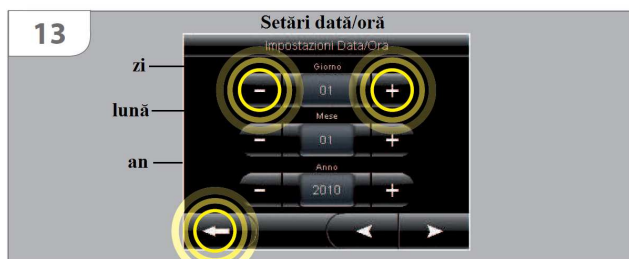 13
Setări dată/oră
Impostazioni Data/Ora
zi
Giorno
- 01 +
lună
Mese
- 01 +
an
Anno
- 2010 +